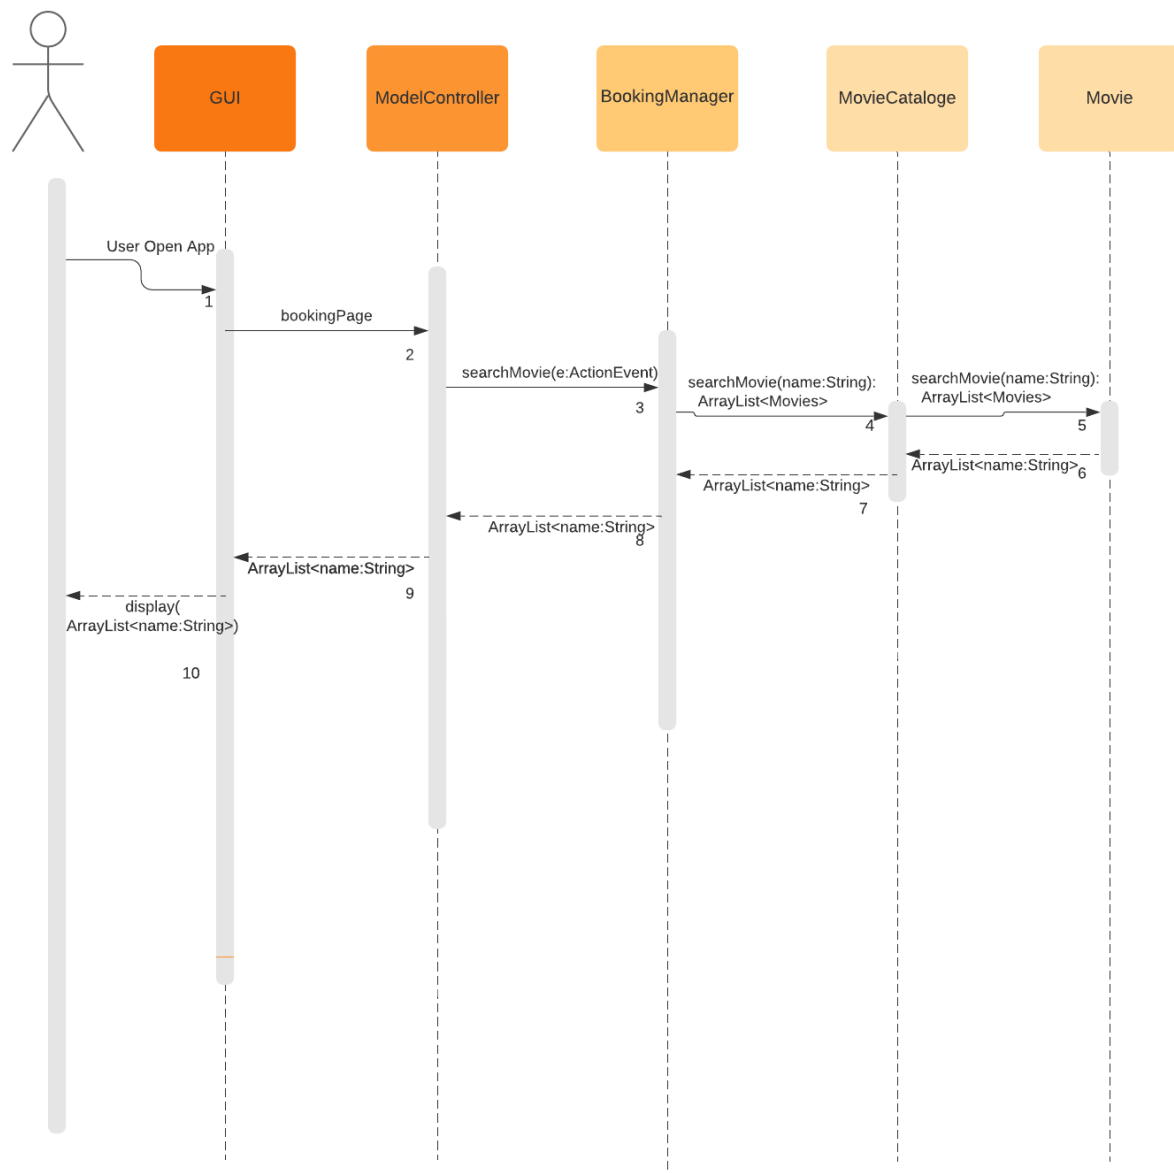 GUI
ModelController
BookingManager
MovieCataloge
Movie
User Open App
1
bookingPage
2
searchMovie(e:ActionEvent)
3
searchMovie(name:String):
ArrayList<Movies>
4
searchMovie(name:String):
ArrayList<Movies>
5
ArrayList<name:String>
6
ArrayList<name:String>
7
ArrayList<name:String>
8
ArrayList<name:String>
9
display(
ArrayList<name:String>)
10